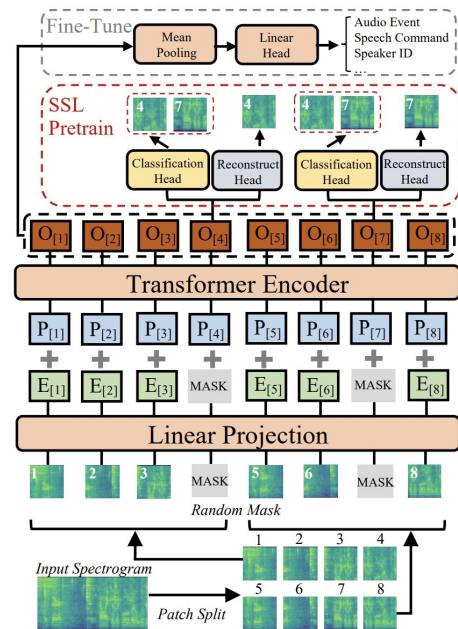 Fine-Tune
Mean Pooling
Linear Head
Audio Event
Speech Command
Speaker ID
...
SSL Pretrain
4 7 4 4 7 7
Classification Head
Reconstruct Head
Classification Head
Reconstruct Head
O[1] O[2] O[3] O[4] O[5] O[6] O[7] O[8]
Transformer Encoder
P[1] P[2] P[3] P[4] P[5] P[6] P[7] P[8]
+ + + + + + + +
E[1] E[2] E[3] MASK E[5] E[6] MASK E[8]
Linear Projection
1 2 3 MASK 5 6 MASK 8
Random Mask
1 2 3 4
Input Spectrogram
5 6 7 8
Patch Split